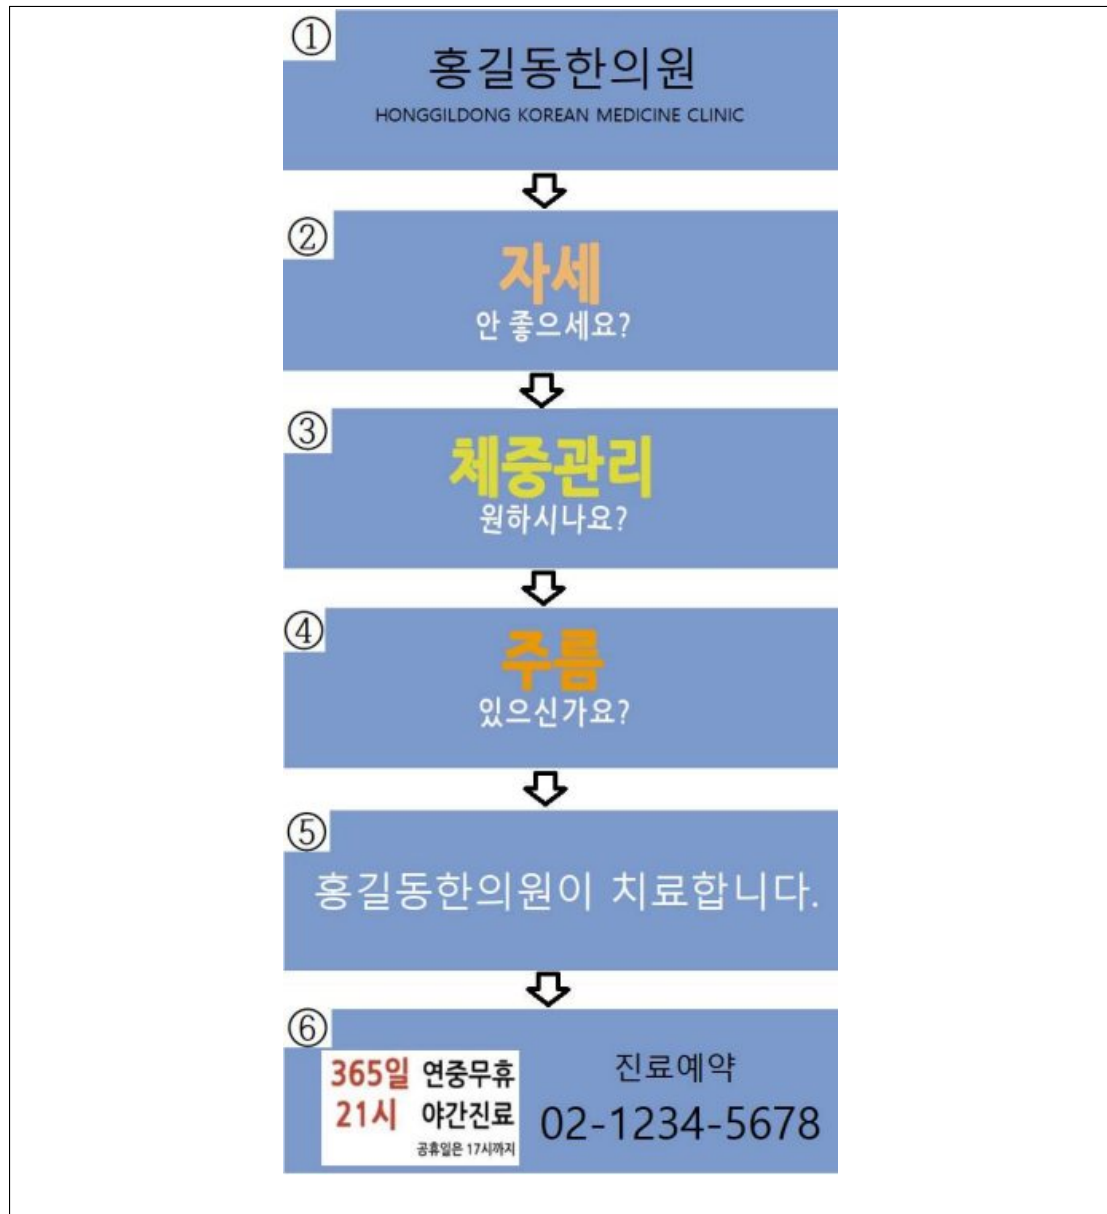 ①
홍길동한의원
HONGGILDONG KOREAN MEDICINE CLINIC
②
자세
안 좋으세요?
③
체중관리
원하시나요?
④
주름
있으신가요?
⑤
홍길동한의원이 치료합니다.
⑥
365일 연중무휴
21시 야간진료
공휴일은 17시까지
진료예약
02-1234-5678